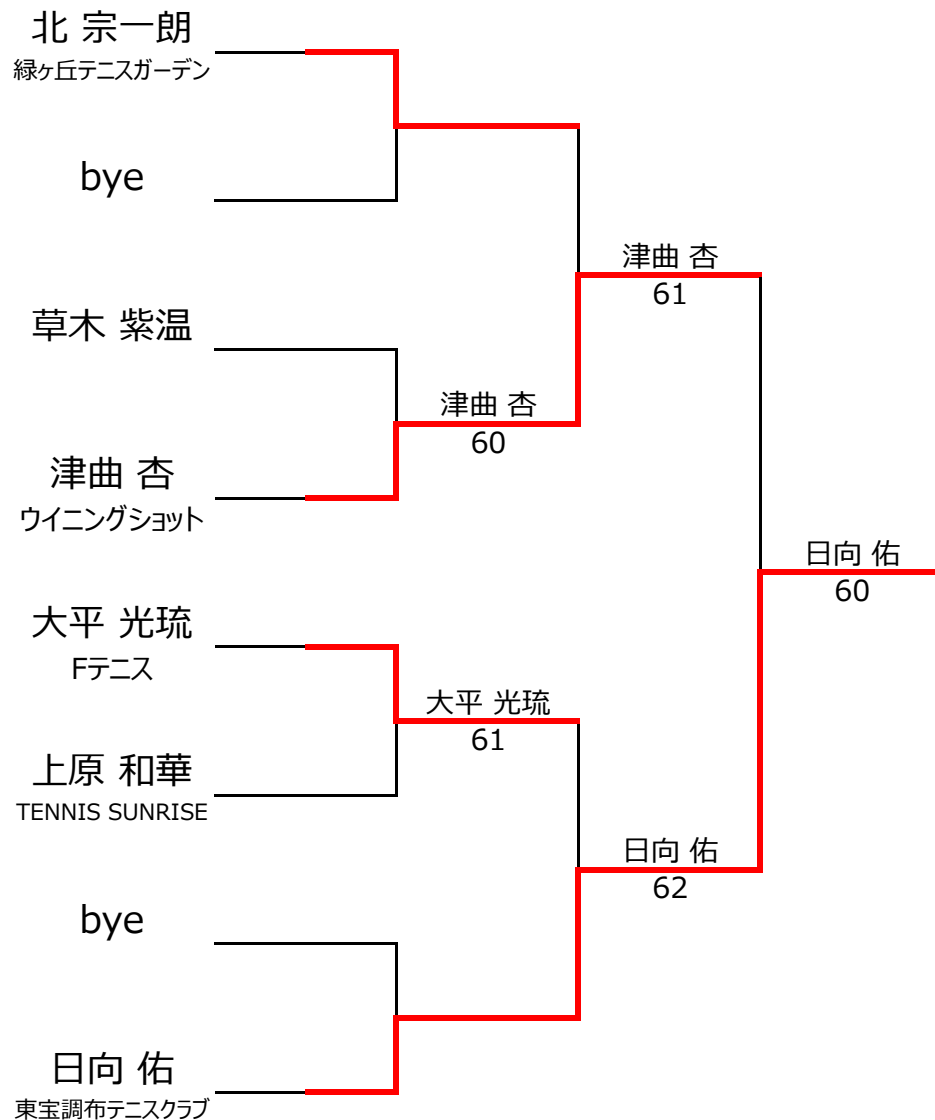 北 宗一朗
緑ヶ丘テニスガーデン
bye
草木 紫温
津曲 杏
ウイニングショット
大平 光琉
Fテニス
上原 和華
TENNIS SUNRISE
bye
日向 佑
東宝調布テニスクラブ
津曲 杏
60
大平 光琉
61
津曲 杏
61
日向 佑
62
日向 佑
60